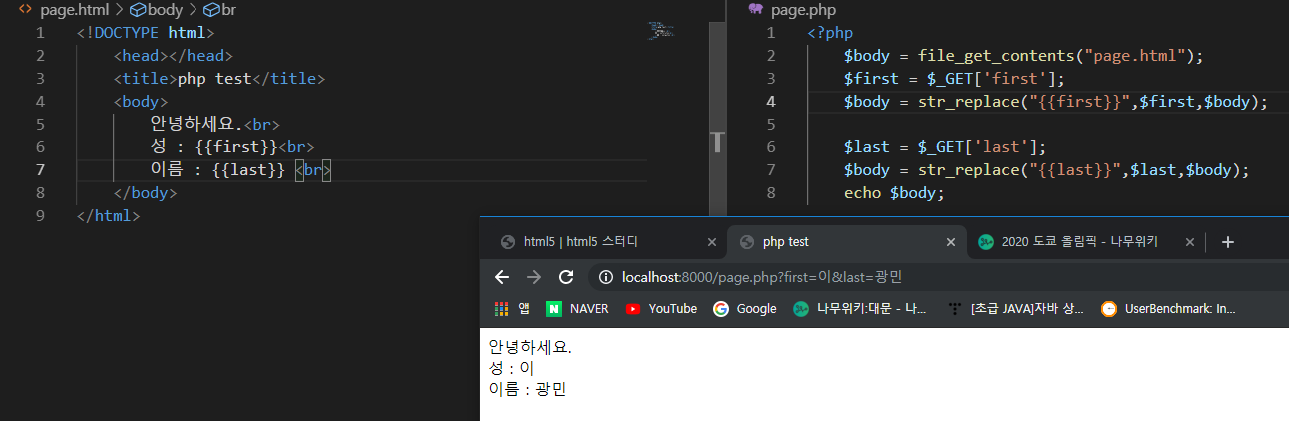 page.html > body > br
1 <!DOCTYPE html>
2 <head></head>
3 <title>php test</title>
4 <body>
5 안녕하세요.<br>
6 성 : {{first}}<br>
7 이름 : {{last}} <br>
8 </body>
9 </html>
page.php
1 <?php
2 $body = file_get_contents("page.html");
3 $first = $_GET['first'];
4 $body = str_replace("{{first}}",$first,$body);
5
6 $last = $_GET['last'];
7 $body = str_replace("{{last}}",$last,$body);
8 echo $body;
html5 | html5 스터디 php test 2020 도쿄 올림픽 - 나무위키
localhost:8000/page.php?first=이&last=광민
앱 NAVER YouTube Google 나무위키:대문 - 나... [초급 JAVA]자바 상... UserBenchmark: In...
안녕하세요.
성 : 이
이름 : 광민